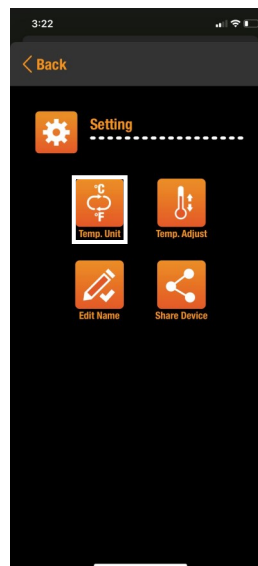 3:22
Back
Setting
°C
°F
Temp. Unit
Temp. Adjust
Edit Name
Share Device